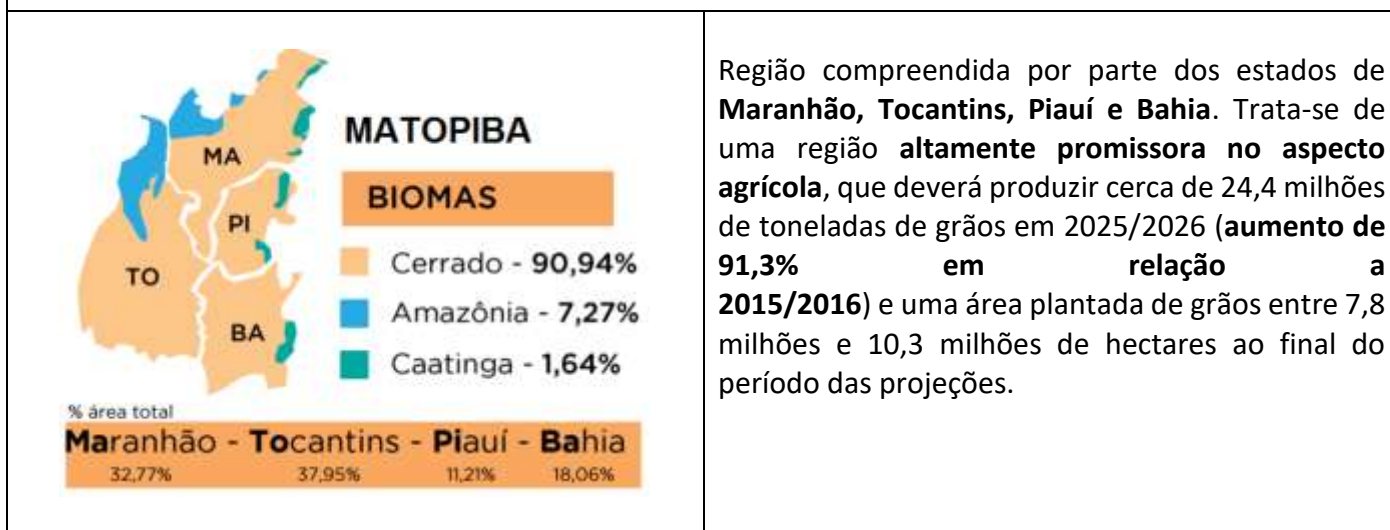 MATOPIBA
BIOMAS
MA
PI
TO
BA
Cerrado - 90,94%
Amazônia - 7,27%
Caatinga - 1,64%
% área total
Maranhão - Tocantins - Piauí - Bahia
32,77% 37,95% 11,21% 18,06%
Região compreendida por parte dos estados de
Maranhão, Tocantins, Piauí e Bahia. Trata-se de
uma região altamente promissora no aspecto
agrícola, que deverá produzir cerca de 24,4 milhões
de toneladas de grãos em 2025/2026 (aumento de
91,3% em relação a
2015/2016) e uma área plantada de grãos entre 7,8
milhões e 10,3 milhões de hectares ao final do
período das projeções.